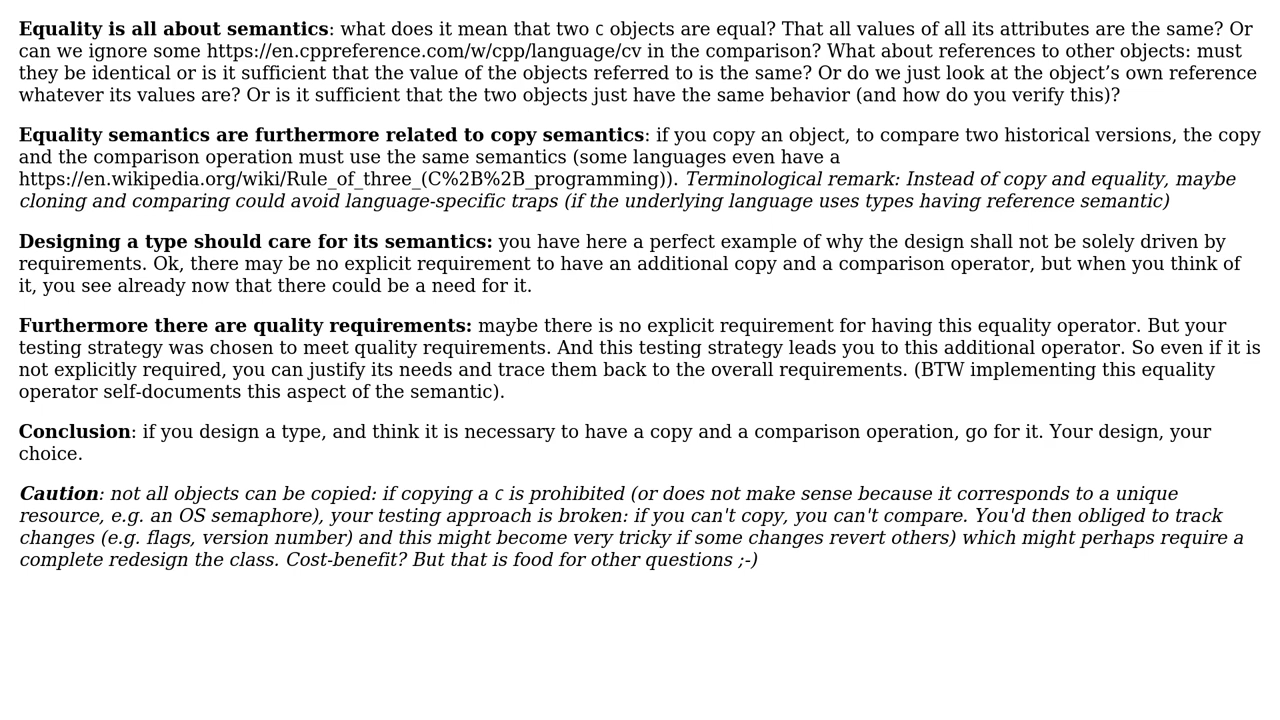 Equality is all about semantics: what does it mean that two C objects are equal? That all values of all its attributes are the same? Or
can we ignore some https://en.cppreference.com/w/cpp/language/cv in the comparison? What about references to other objects: must
they be identical or is it sufficient that the value of the objects referred to is the same? Or do we just look at the object’s own reference
whatever its values are? Or is it sufficient that the two objects just have the same behavior (and how do you verify this)?
Equality semantics are furthermore related to copy semantics: if you copy an object, to compare two historical versions, the copy
and the comparison operation must use the same semantics (some languages even have a
https://en.wikipedia.org/wiki/Rule_of_three_(C%2B%2B_programming)). Terminological remark: Instead of copy and equality, maybe
cloning and comparing could avoid language-specific traps (if the underlying language uses types having reference semantic)
Designing a type should care for its semantics: you have here a perfect example of why the design shall not be solely driven by
requirements. Ok, there may be no explicit requirement to have an additional copy and a comparison operator, but when you think of
it, you see already now that there could be a need for it.
Furthermore there are quality requirements: maybe there is no explicit requirement for having this equality operator. But your
testing strategy was chosen to meet quality requirements. And this testing strategy leads you to this additional operator. So even if it is
not explicitly required, you can justify its needs and trace them back to the overall requirements. (BTW implementing this equality
operator self-documents this aspect of the semantic).
Conclusion: if you design a type, and think it is necessary to have a copy and a comparison operation, go for it. Your design, your
choice.
Caution: not all objects can be copied: if copying a C is prohibited (or does not make sense because it corresponds to a unique
resource, e.g. an OS semaphore), your testing approach is broken: if you can't copy, you can't compare. You'd then obliged to track
changes (e.g. flags, version number) and this might become very tricky if some changes revert others) which might perhaps require a
complete redesign the class. Cost-benefit? But that is food for other questions ;-)